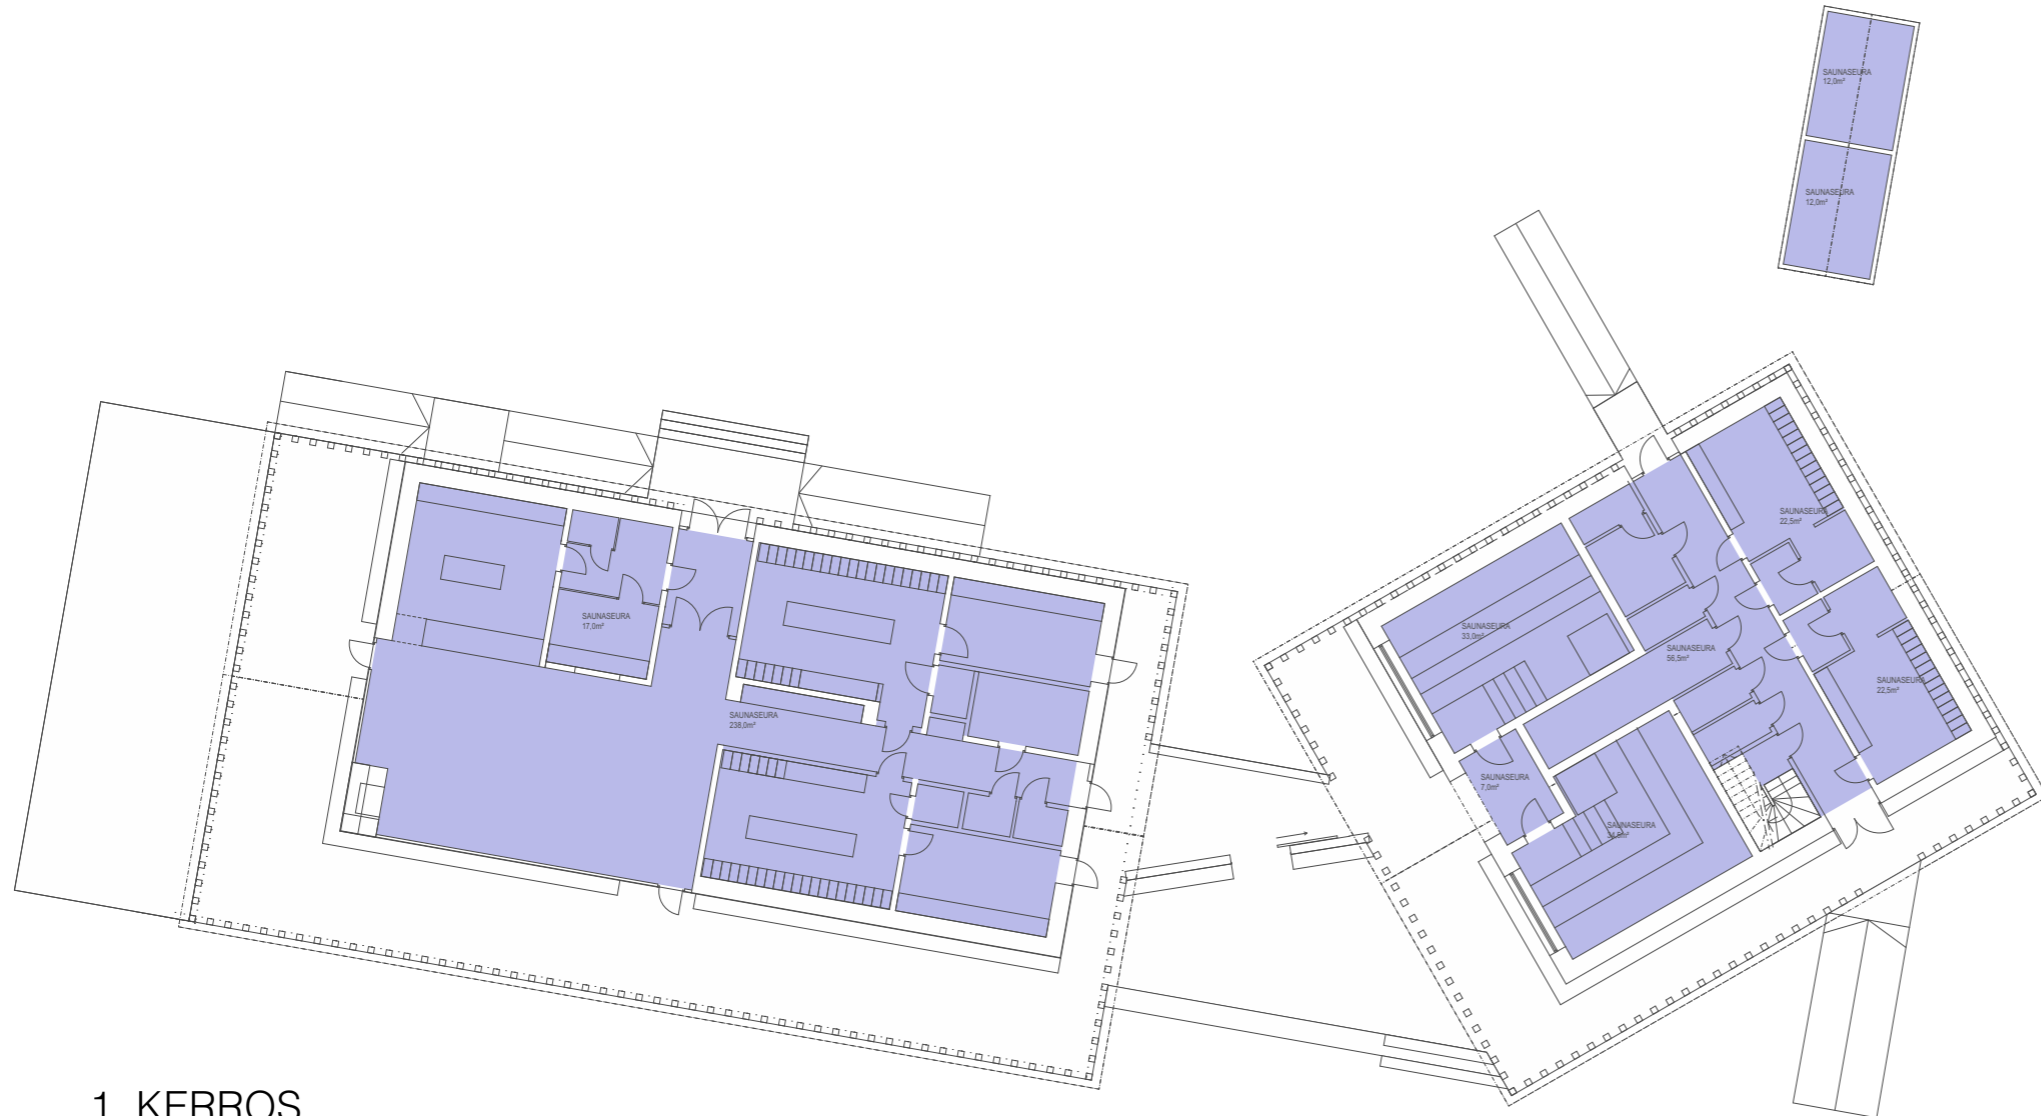 SAUNASEURA
12,0m²
SAUNASEURA
12,0m²
SAUNASEURA
22,5m²
SAUNASEURA
17,0m²
SAUNASEURA
33,0m²
SAUNASEURA
56,5m²
SAUNASEURA
22,5m²
SAUNASEURA
238,0m²
SAUNASEURA
7,0m²
SAUNASEURA
1. KERROS